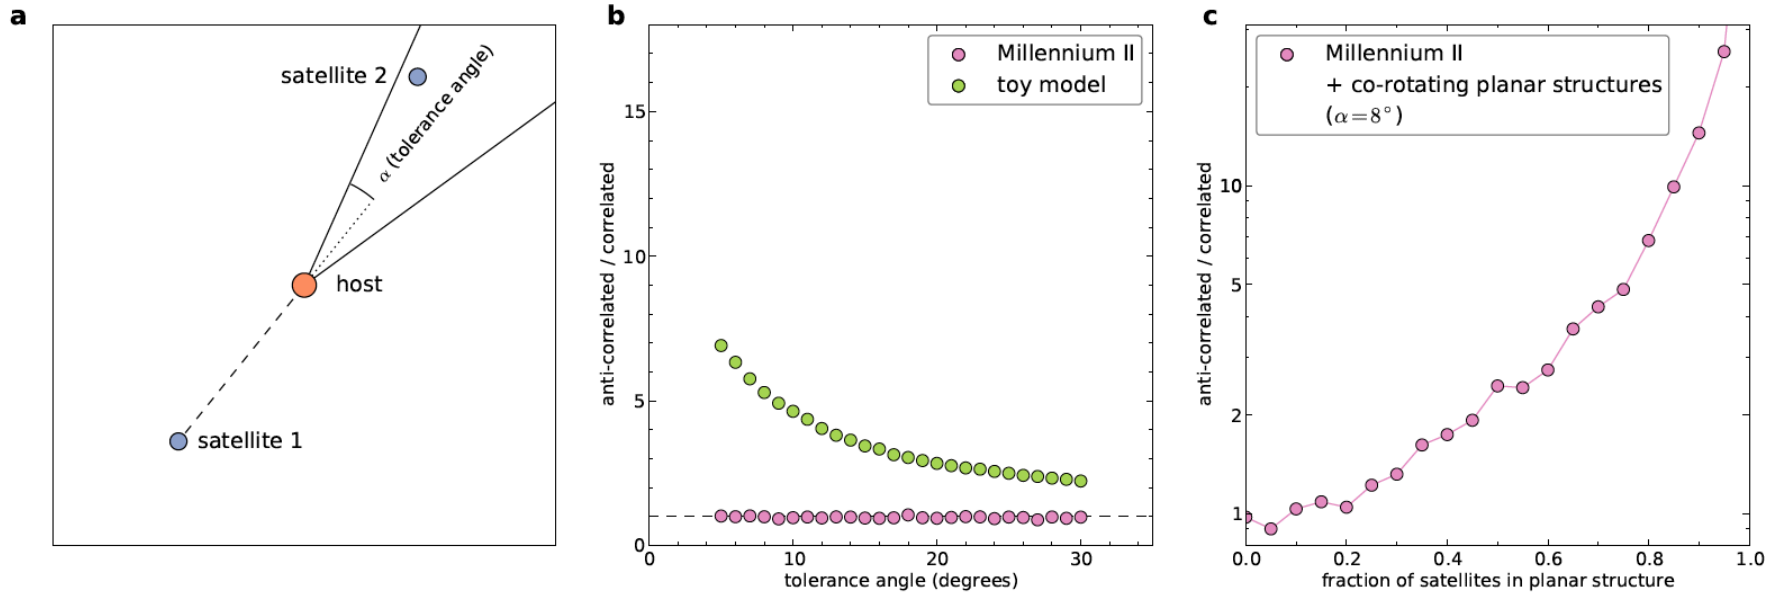 a
satellite 2
α (tolerance angle)
host
satellite 1
b
Millennium II
toy model
anti-correlated / correlated
15
10
5
0
0
10
20
30
tolerance angle (degrees)
c
Millennium II
+ co-rotating planar structures
(α=8°)
anti-correlated / correlated
10
5
2
1
0.0
0.2
0.4
0.6
0.8
1.0
fraction of satellites in planar structure